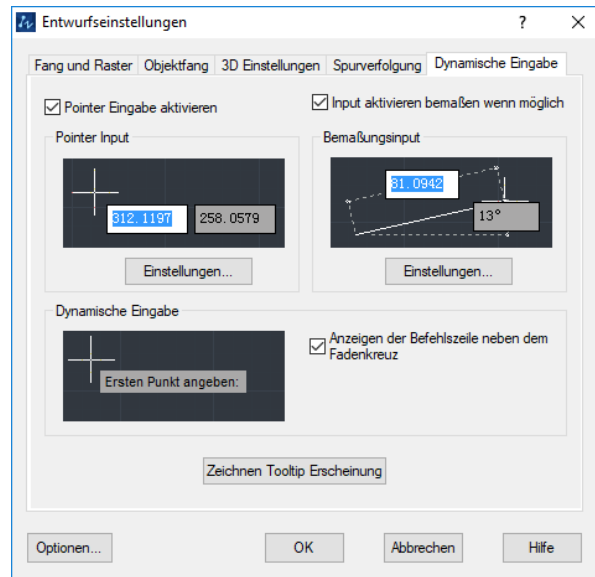 Entwurfseinstellungen
?
Fang und Raster Objektfang 3D Einstellungen Spurverfolgung Dynamische Eingabe
Pointer Eingabe aktivieren
Input aktivieren bemaßen wenn möglich
Pointer Input
Bemaßungsinput
312.1197 258.0579
81.0942
13°
Einstellungen...
Einstellungen...
Dynamische Eingabe
Ersten Punkt angeben:
Anzeigen der Befehlszeile neben dem
Fadenkreuz
Zeichnen Tooltip Erscheinung
Optionen... OK Abbrechen Hilfe